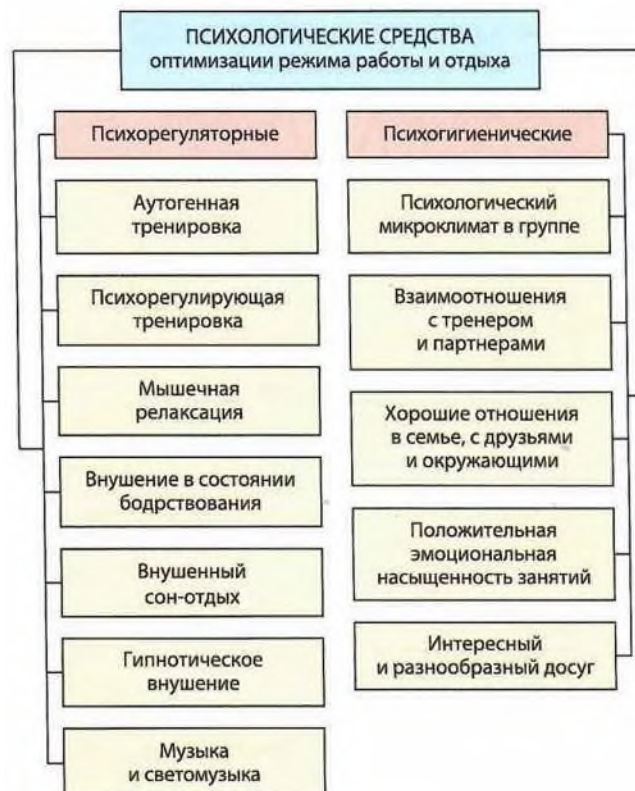 ПСИХОЛОГИЧЕСКИЕ СРЕДСТВА
оптимизации режима работы и отдыха
Психорегуляторные
Аутогенная
тренировка
Психорегулирующая
тренировка
Мышечная
релаксация
Внушение в состоянии
бодрствования
Внушенный
сон-отдых
Гипнотическое
внушение
Музыка
и светомузыка
Психогигиенические
Психологический
микроклимат в группе
Взаимоотношения
с тренером
и партнерами
Хорошие отношения
в семье, с друзьями
и окружающими
Положительная
эмоциональная
насыщенность занятий
Интересный
и разнообразный досуг